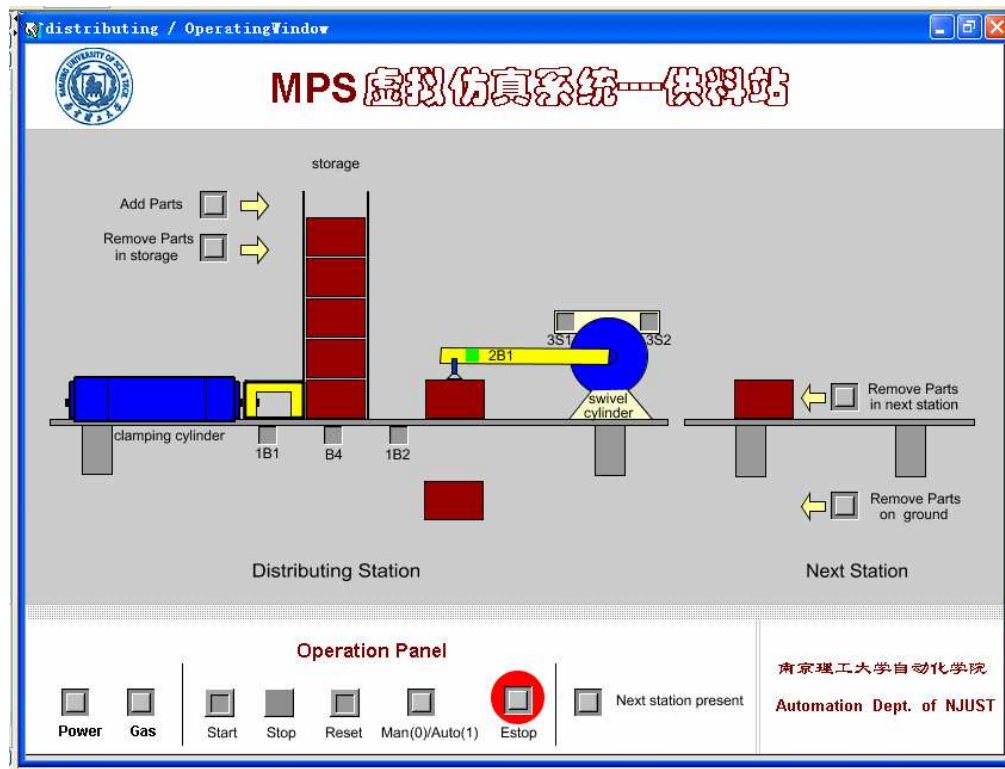 distributing / OperatingWindow
MPS虚拟仿真系统---供料站
storage
Add Parts
Remove Parts
in storage
3S1
3S2
2B1
swivel
cylinder
Remove Parts
in next station
clamping cylinder
1B1
B4
1B2
Remove Parts
on ground
Distributing Station
Next Station
Operation Panel
Power
Gas
Start
Stop
Reset
Man(0)/Auto(1)
Estop
Next station present
南京理工大学自动化学院
Automation Dept. of NJUST